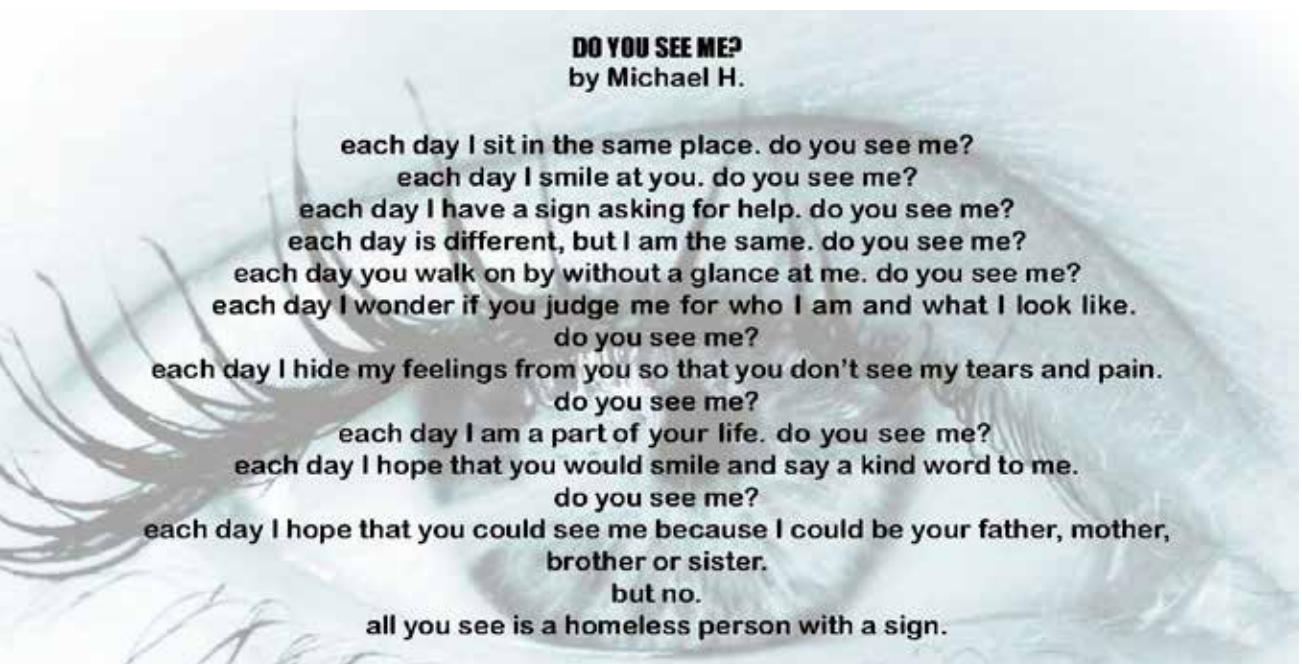 DO YOU SEE ME?
by Michael H.
each day I sit in the same place. do you see me?
each day I smile at you. do you see me?
each day I have a sign asking for help. do you see me?
each day is different, but I am the same. do you see me?
each day you walk on by without a glance at me. do you see me?
each day I wonder if you judge me for who I am and what I look like.
do you see me?
each day I hide my feelings from you so that you don't see my tears and pain.
do you see me?
each day I am a part of your life. do you see me?
each day I hope that you would smile and say a kind word to me.
do you see me?
each day I hope that you could see me because I could be your father, mother,
brother or sister.
but no.
all you see is a homeless person with a sign.